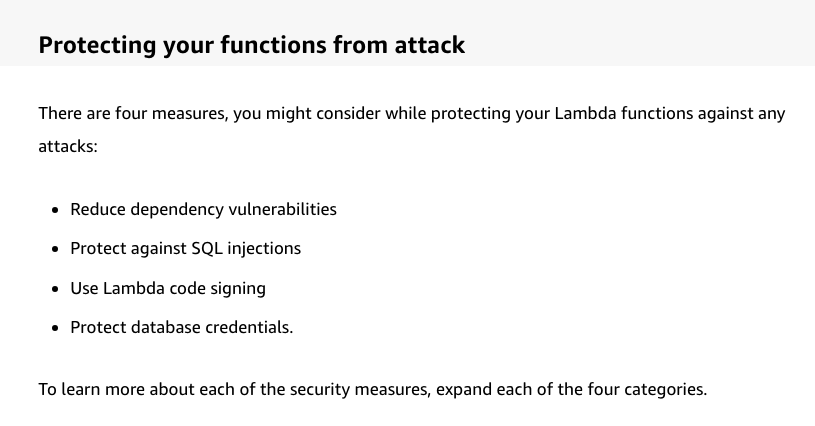 Protecting your functions from attack
There are four measures, you might consider while protecting your Lambda functions against any
attacks:
• Reduce dependency vulnerabilities
• Protect against SQL injections
• Use Lambda code signing
• Protect database credentials.
To learn more about each of the security measures, expand each of the four categories.